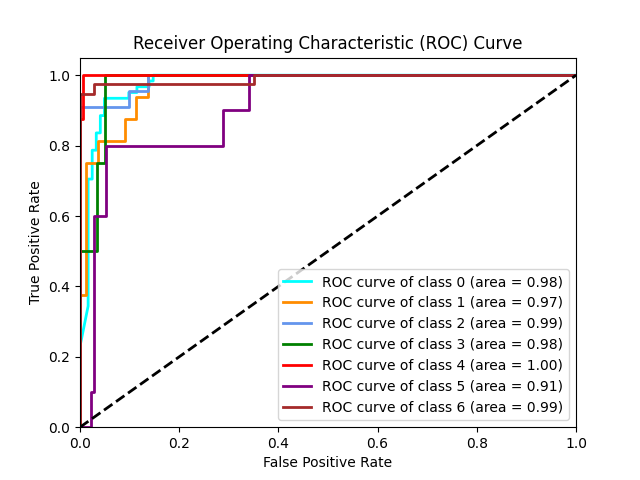 Receiver Operating Characteristic (ROC) Curve
1.0
0.8
0.6
0.4
0.2
0.0
True Positive Rate
ROC curve of class 0 (area = 0.98)
ROC curve of class 1 (area = 0.97)
ROC curve of class 2 (area = 0.99)
ROC curve of class 3 (area = 0.98)
ROC curve of class 4 (area = 1.00)
ROC curve of class 5 (area = 0.91)
ROC curve of class 6 (area = 0.99)
0.0 0.2 0.4 0.6 0.8 1.0
False Positive Rate